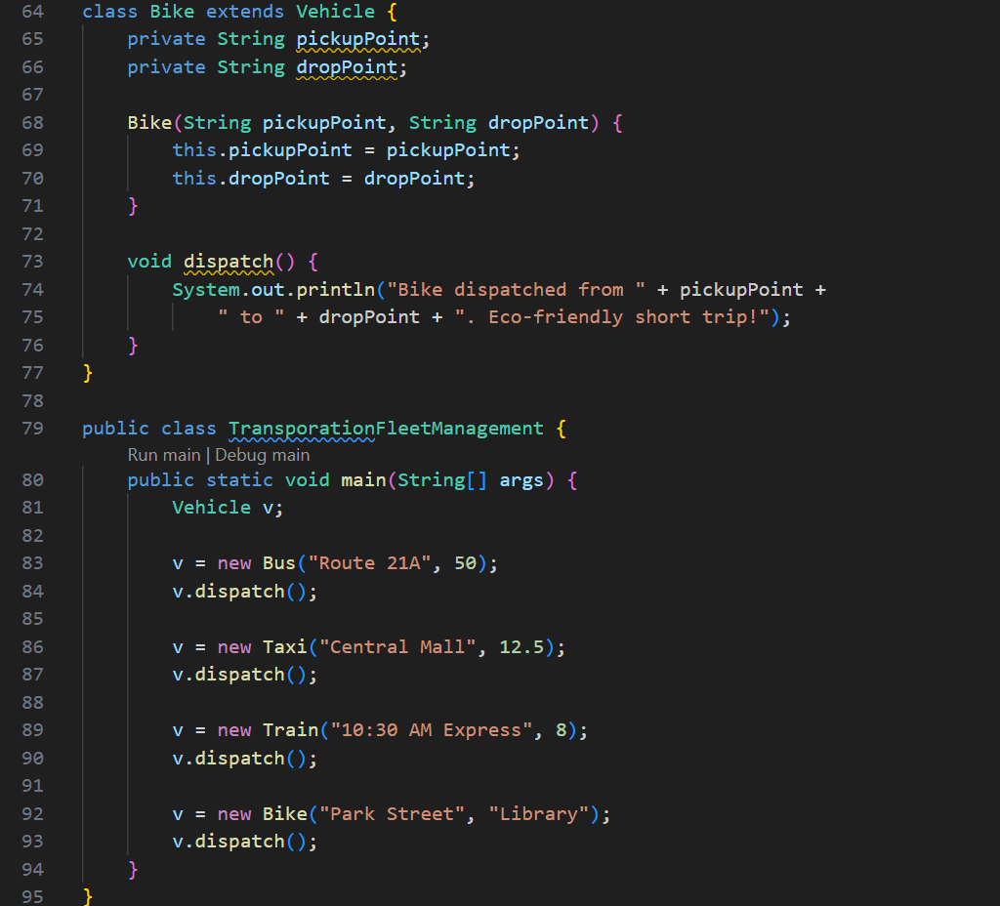 64 class Bike extends Vehicle {
65     private String pickupPoint;
66     private String dropPoint;
67
68     Bike(String pickupPoint, String dropPoint) {
69         this.pickupPoint = pickupPoint;
70         this.dropPoint = dropPoint;
71     }
72
73     void dispatch() {
74         System.out.println("Bike dispatched from " + pickupPoint +
75             " to " + dropPoint + ". Eco-friendly short trip!");
76     }
77 }
78
79 public class TransporationFleetManagement {
Run main | Debug main
80     public static void main(String[] args) {
81         Vehicle v;
82
83         v = new Bus("Route 21A", 50);
84         v.dispatch();
85
86         v = new Taxi("Central Mall", 12.5);
87         v.dispatch();
88
89         v = new Train("10:30 AM Express", 8);
90         v.dispatch();
91
92         v = new Bike("Park Street", "Library");
93         v.dispatch();
94     }
95 }